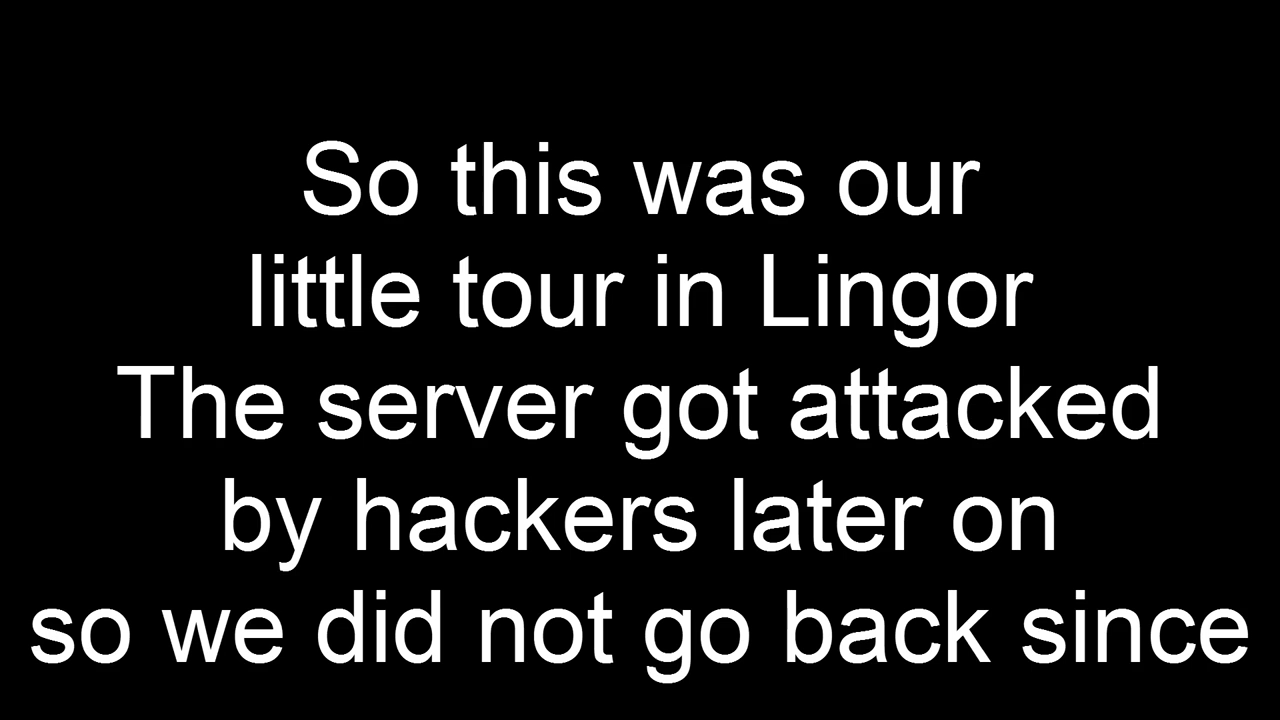 So this was our
little tour in Lingor
The server got attacked
by hackers later on
so we did not go back since